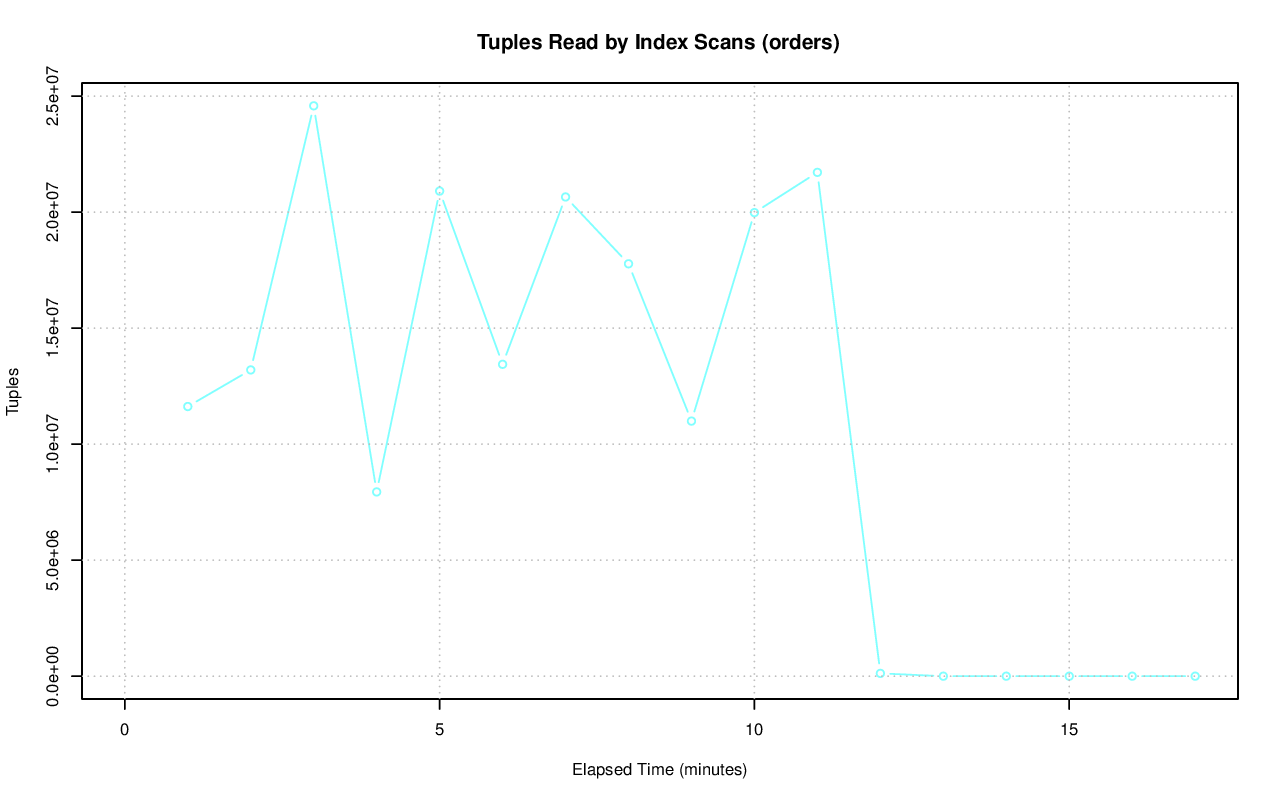 Tuples Read by Index Scans (orders)
2.5e+07
2.0e+07
1.5e+07
1.0e+07
5.0e+06
0.0e+00
Tuples
0 5 10 15
Elapsed Time (minutes)